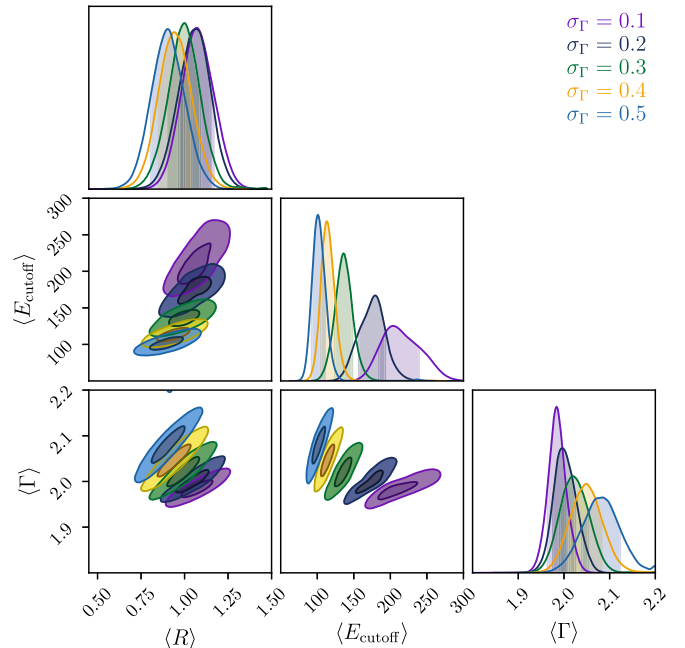 σ_Γ = 0.1
σ_Γ = 0.2
σ_Γ = 0.3
σ_Γ = 0.4
σ_Γ = 0.5
⟨E_cutoff⟩
300
250
200
150
100
⟨Γ⟩
2.2
2.1
2.0
1.9
0.50 0.75 1.00 1.25 1.50
100 150 200 250 300
1.9 2.0 2.1 2.2
⟨R⟩ ⟨E_cutoff⟩ ⟨Γ⟩